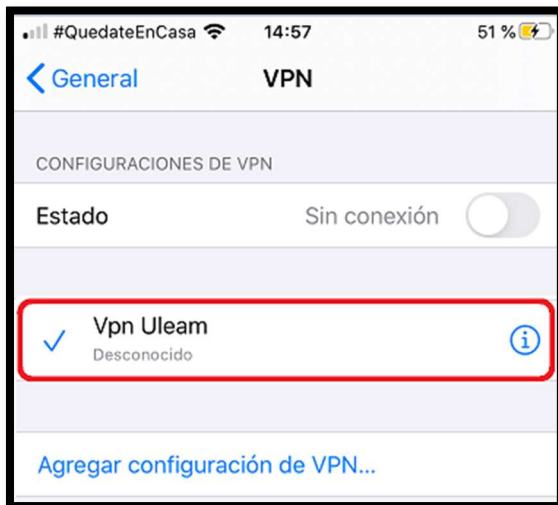 #QuedateEnCasa 14:57 51 %
General VPN
CONFIGURACIONES DE VPN
Estado Sin conexión
Vpn Uleam
Desconocido
Agregar configuración de VPN...